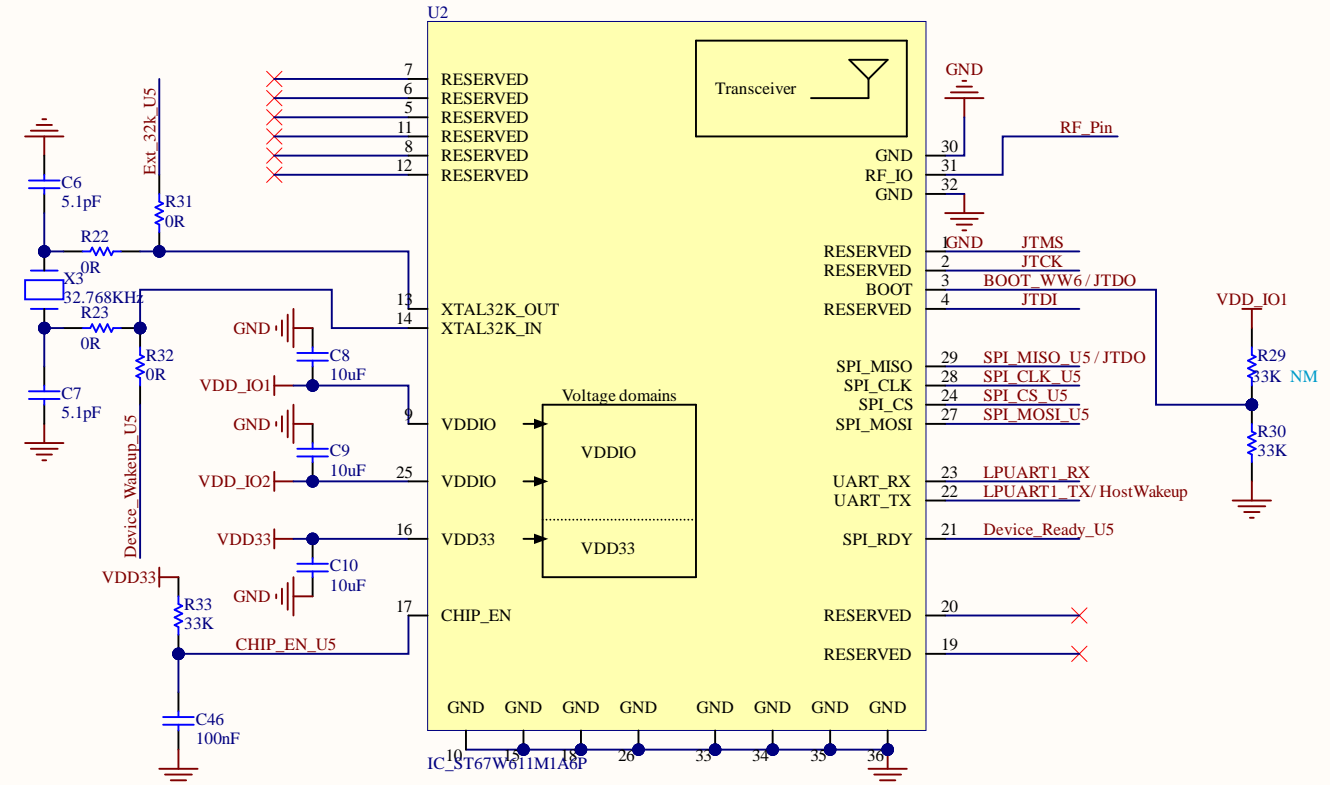 U2
Transceiver
7 RESERVED
6 RESERVED
5 RESERVED
11 RESERVED
8 RESERVED
12 RESERVED
Ext_32k_U5
C6
5.1pF
R31
0R
R22
0R
X3
32.768KHz
R23
0R
R32
0R
C7
5.1pF
Device_Wakeup_U5
13 XTAL32K_OUT
14 XTAL32K_IN
GND
C8
10uF
VDD_IO1
9 VDDIO
GND
C9
10uF
VDD_IO2
25 VDDIO
VDD33
16 VDD33
C10
10uF
GND
VDD33
R33
33K
CHIP_EN_U5
17 CHIP_EN
C46
100nF
Voltage domains
VDDIO
VDD33
GND
GND 30
RF_IO 31 RF_Pin
GND 32
GND
RESERVED 1 JTMS
RESERVED 2 JTCK
BOOT 3 BOOT_WW6 / JTDO
RESERVED 4 JTDI
SPI_MISO 29 SPI_MISO_U5 / JTDO
SPI_CLK 28 SPI_CLK_U5
SPI_CS 24 SPI_CS_U5
SPI_MOSI 27 SPI_MOSI_U5
UART_RX 23 LPUART1_RX
UART_TX 22 LPUART1_TX/ HostWakeup
SPI_RDY 21 Device_Ready_U5
RESERVED 20
RESERVED 19
VDD_IO1
R29
33K NM
R30
33K
GND GND GND GND GND GND GND GND
10 15 18 26 33 34 35 36
IC_ST67W611M1A6P